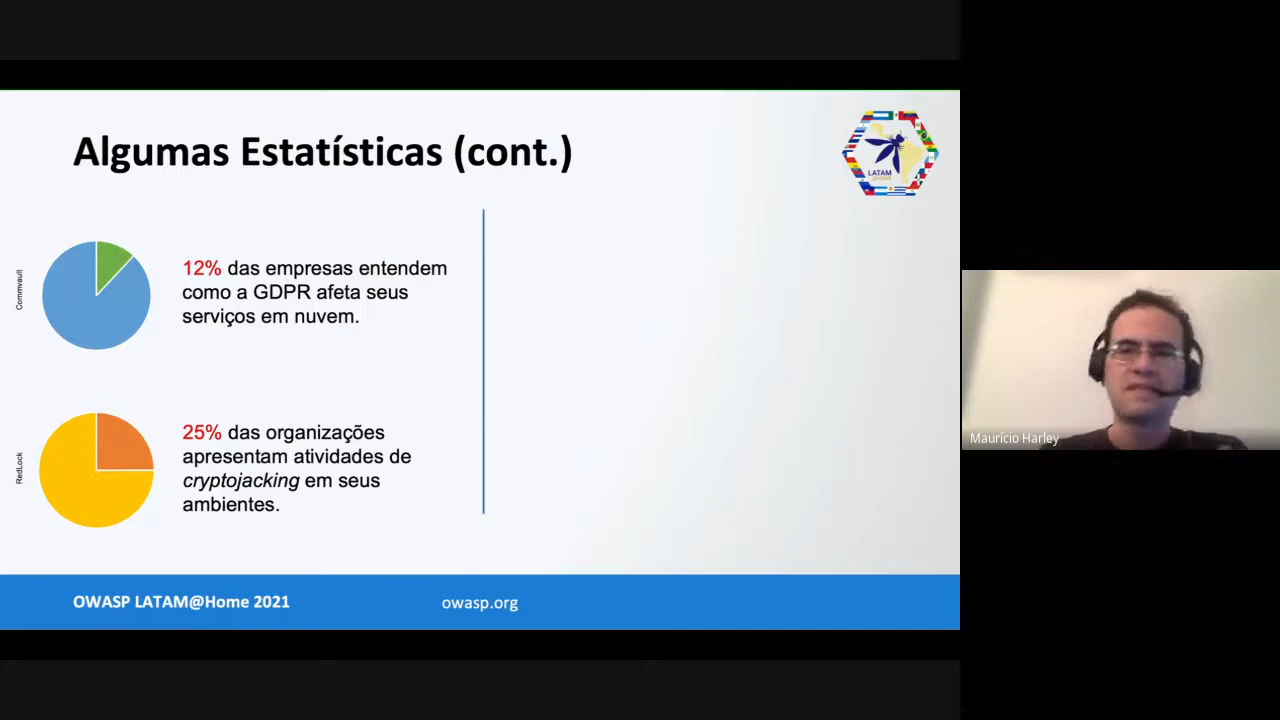 Algumas Estatísticas (cont.)
LATAM
Commvault
12% das empresas entendem
como a GDPR afeta seus
serviços em nuvem.
RedLock
25% das organizações
apresentam atividades de
cryptojacking em seus
ambientes.
OWASP LATAM@Home 2021
owasp.org
Maurício Harley